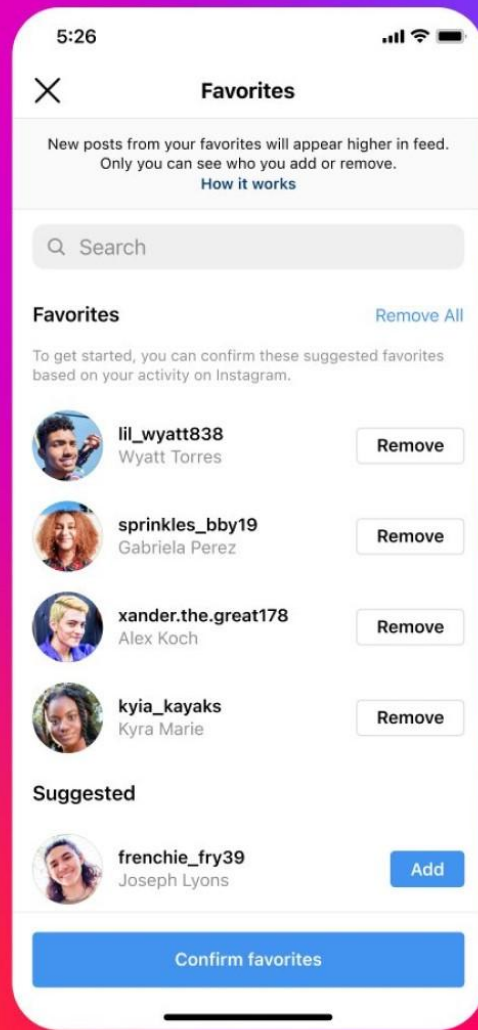 5:26
Favorites
New posts from your favorites will appear higher in feed.
Only you can see who you add or remove.
How it works
Search
Favorites
Remove All
To get started, you can confirm these suggested favorites
based on your activity on Instagram.
lil_wyatt838
Wyatt Torres
Remove
sprinkles_bby19
Gabriela Perez
Remove
xander.the.great178
Alex Koch
Remove
kyia_kayaks
Kyra Marie
Remove
Suggested
frenchie_fry39
Joseph Lyons
Add
Confirm favorites